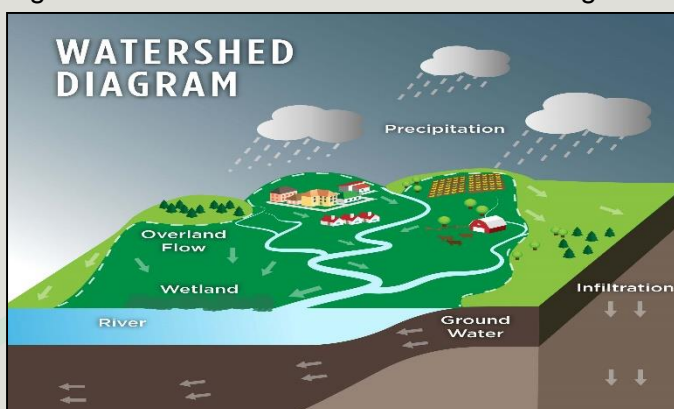 WATERSHED
DIAGRAM
Precipitation
Overland
Flow
Wetland
Infiltration
River
Ground
Water